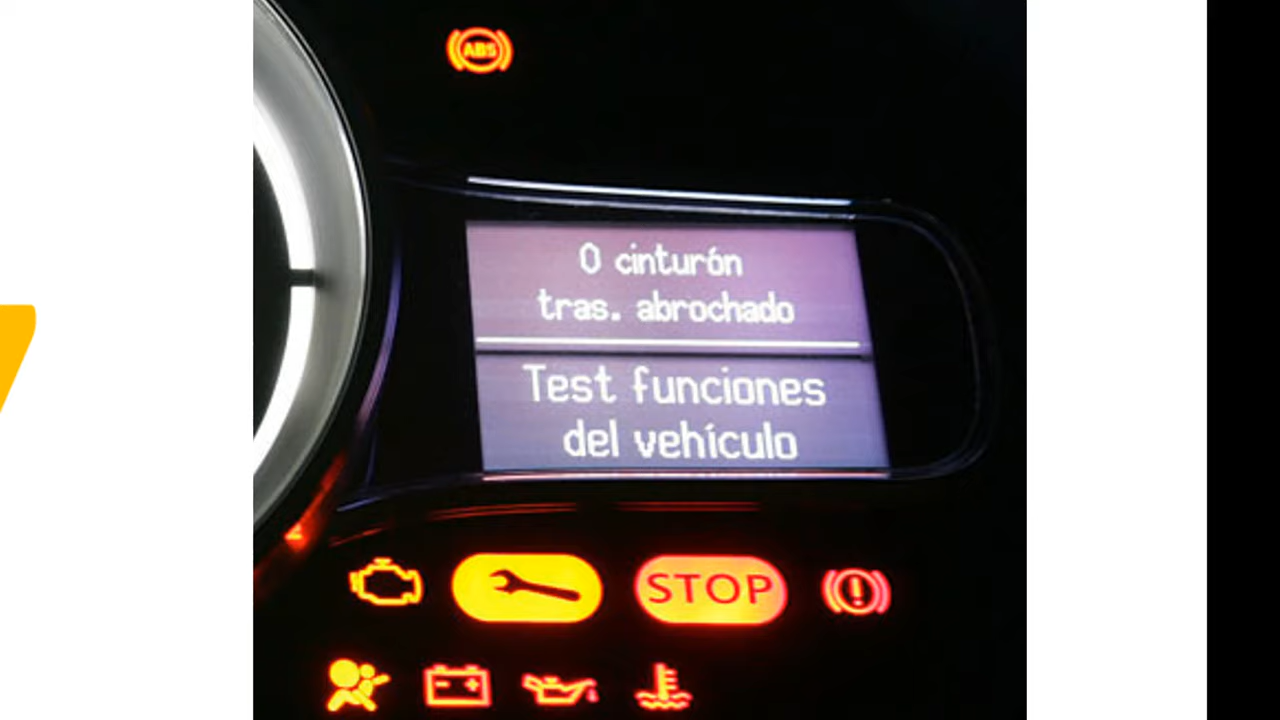 ABS
0 cinturón
tras. abrochado
Test funciones
del vehículo
STOP